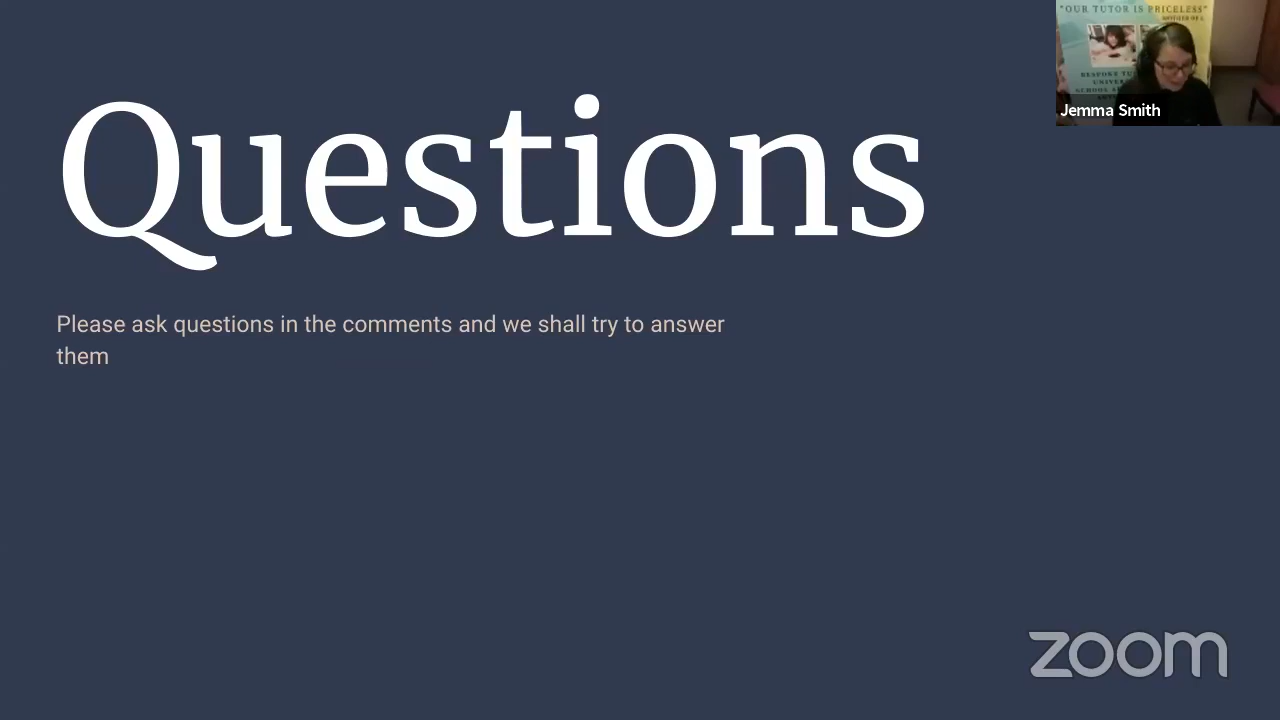 "OUR TUTOR IS PRICELESS"
Jemma Smith
Questions
Please ask questions in the comments and we shall try to answer
them
zoom